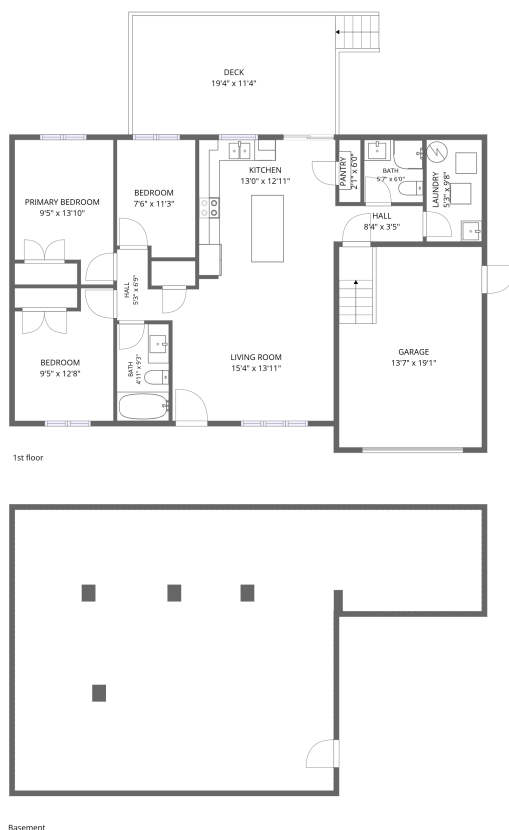 DECK
19'4" x 11'4"
PRIMARY BEDROOM
9'5" x 13'10"
BEDROOM
7'6" x 11'3"
KITCHEN
13'0" x 12'11"
PANTRY
2'1" x 6'0"
BATH
5'7" x 6'0"
LAUNDRY
5'3" x 9'8"
HALL
8'4" x 3'5"
HALL
5'3" x 6'9"
BEDROOM
9'5" x 12'8"
BATH
4'11" x 9'3"
LIVING ROOM
15'4" x 13'11"
GARAGE
13'7" x 19'1"
1st floor
Basement